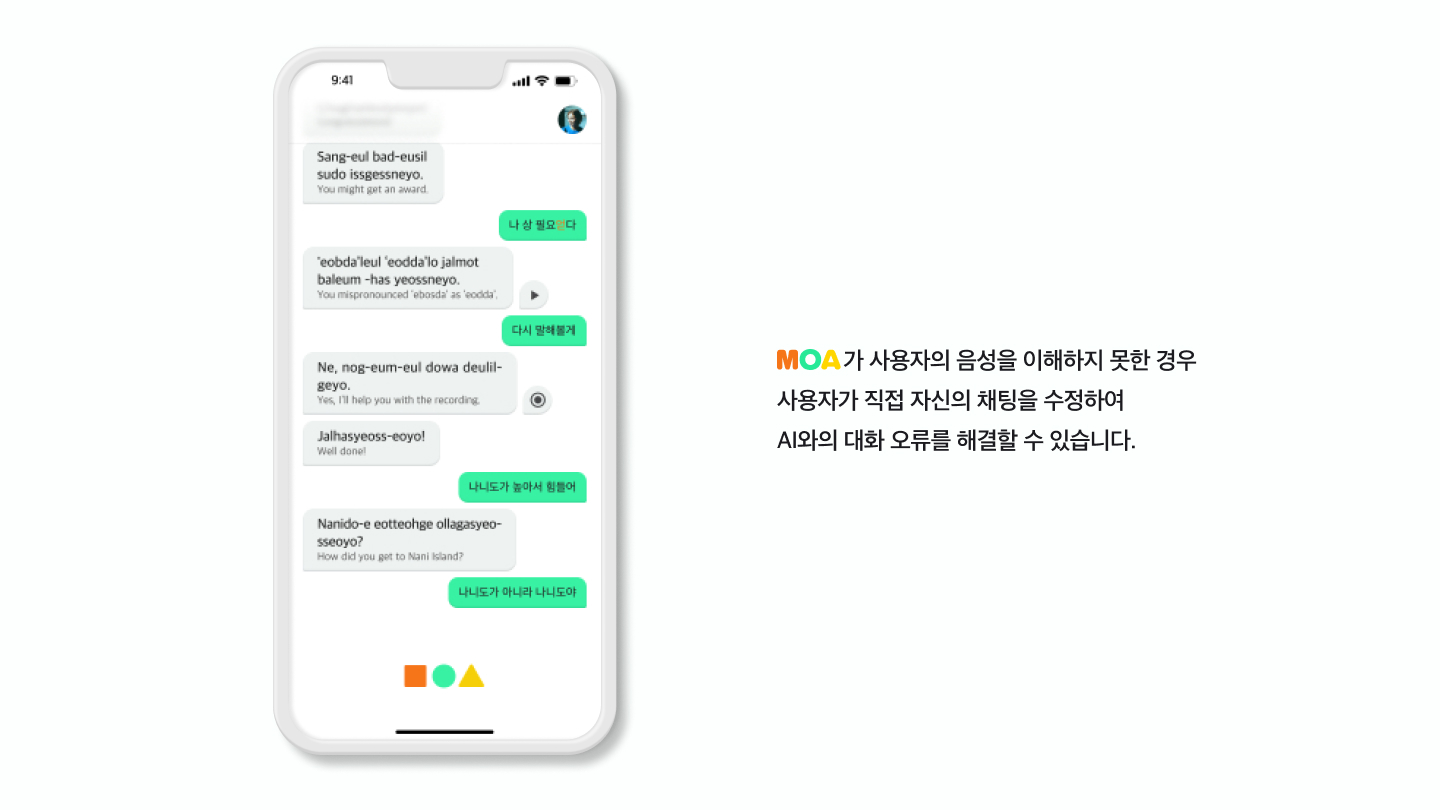 9:41
Sang-eul bad-eusil
sudo issgessneyo.
You might get an award.
나 상 필요얻다
'eobda'leul 'eodda'lo jalmot
baleum -has yeossneyo.
You mispronounced 'ebosda' as 'eodda'.
다시 말해볼게
Ne, nog-eum-eul dowa deulil-
geyo.
Yes, I'll help you with the recording.
Jalhasyeoss-eoyo!
Well done!
나니도가 높아서 힘들어
Nanido-e eotteohge ollagasyeo-
sseoyo?
How did you get to Nani Island?
나니도가 아니라 나니도야
MOA가 사용자의 음성을 이해하지 못한 경우
사용자가 직접 자신의 채팅을 수정하여
AI와의 대화 오류를 해결할 수 있습니다.